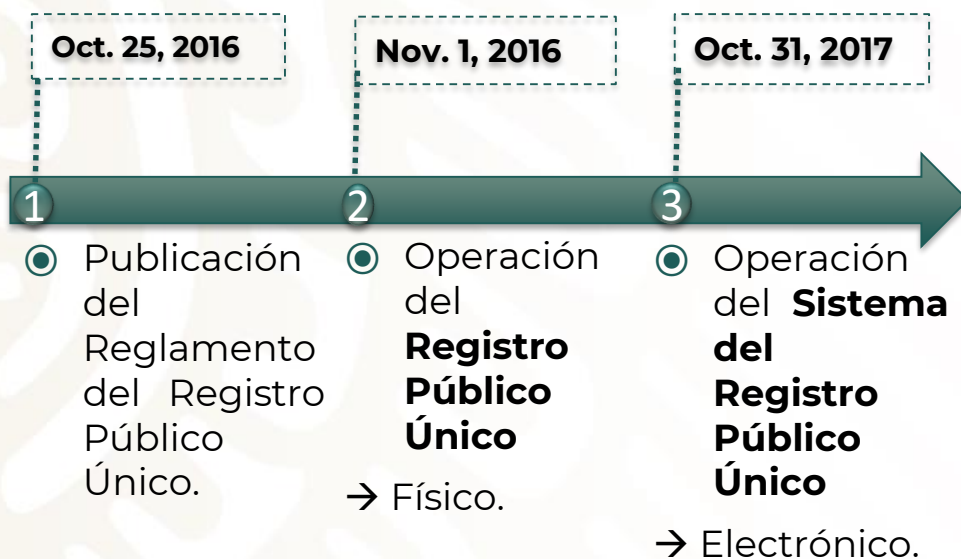 Oct. 25, 2016
Nov. 1, 2016
Oct. 31, 2017
1
2
3
Publicación
del
Reglamento
del Registro
Público
Único.
Operación
del
Registro
Público
Único
→ Físico.
Operación
del Sistema
del
Registro
Público
Único
→ Electrónico.